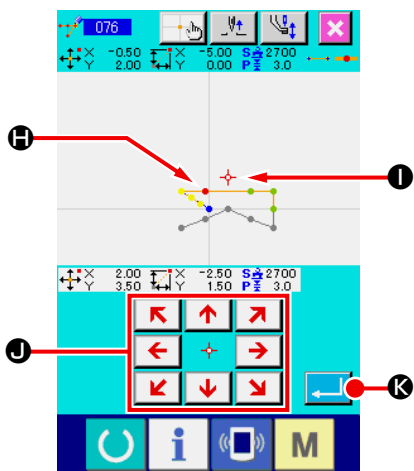 076
X -0.50 X -5.00 S 2700
Y 2.00 Y 0.00 P 3.0
H
I
X 2.00 X -2.50 S 2700
Y 3.50 Y 1.50 P 3.0
J
K
i M